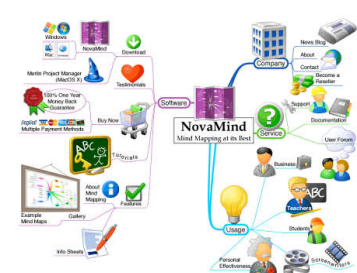 Windows
Mac
NovaMind
Download
Merlin Project Manager
(MacOS X)
Testimonials
Software
100% One Year
Money Back
Guarantee
PayPal
Multiple Payment Methods
Buy Now
ABC
Tutorials
About
Mind
Mapping
Features
Example
Mind Maps
Gallery
Info Sheets
NovaMind
Mind Mapping at its Best
Company
News Blog
About
Contact
Become a
Reseller
Service
Support
Documentation
User Forum
Usage
Business
ABC
Teachers
Students
Screenwriters
Personal
Effectiveness